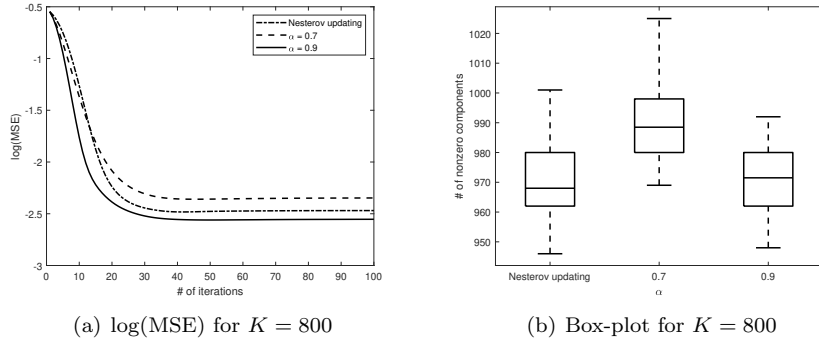 -0.5
-1
-1.5
-2
-2.5
-3
log(MSE)
0 10 20 30 40 50 60 70 80 90 100
# of iterations
Nesterov updating
α = 0.7
α = 0.9
(a) log(MSE) for K = 800
1020
1010
1000
990
980
970
960
950
# of nonzero components
Nesterov updating 0.7 0.9
α
(b) Box-plot for K = 800